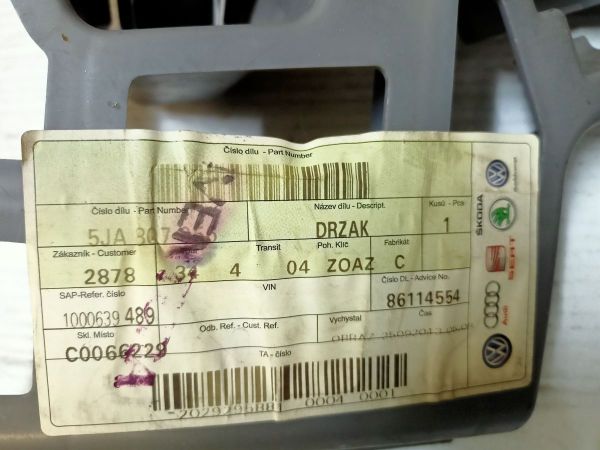 Číslo dílu - Part Number
Číslo dílu - Part Number Název dílu - Descript. Kusů - Pcs
5JA 807 DRZAK 1
Zákazník - Customer Transit Poh. Klíč Fabrikát
2878 34 4 04 ZOAZ C
SAP-Refer. číslo VIN Číslo DL - Advice No.
1000639 489 86114554
Skl. Místo Odb. Ref. - Cust. Ref. Vychystal Čas
C0066229
TA - číslo
0004 0001
ŠKODA
SEAT
Audi